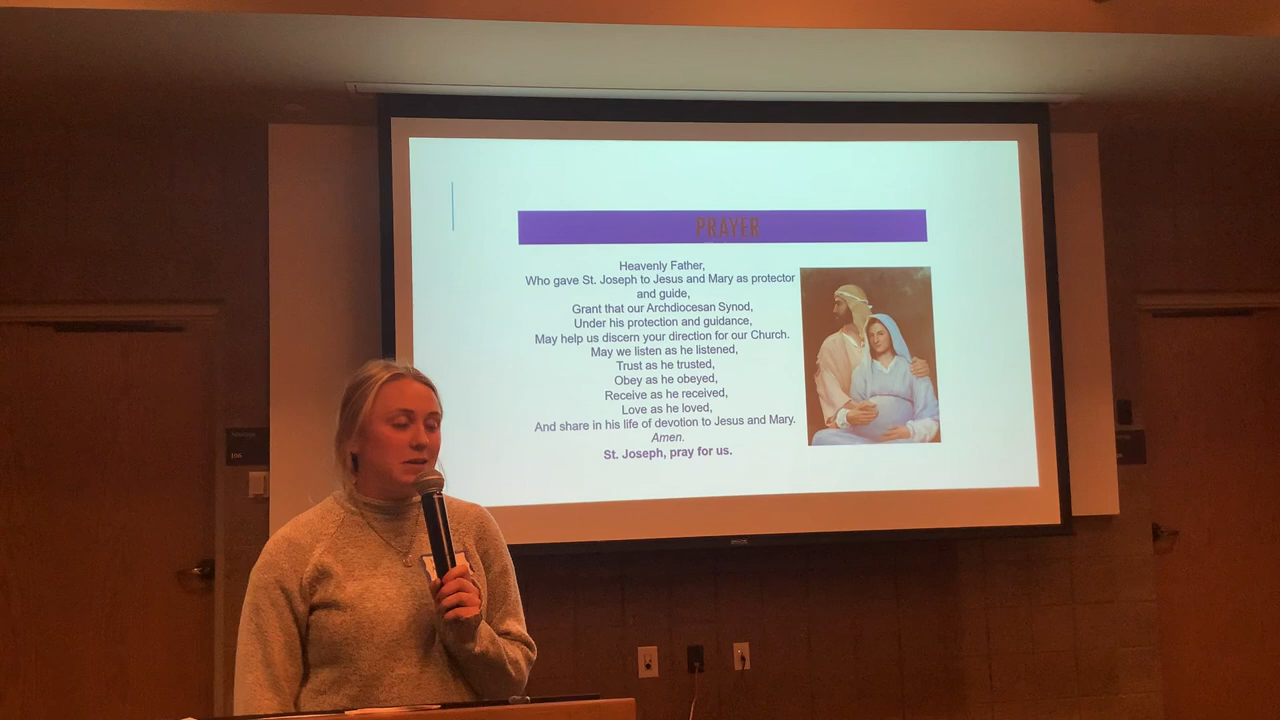 PRAYER
Heavenly Father,
Who gave St. Joseph to Jesus and Mary as protector
and guide,
Grant that our Archdiocesan Synod,
Under his protection and guidance,
May help us discern your direction for our Church.
May we listen as he listened,
Trust as he trusted,
Obey as he obeyed,
Receive as he received,
Love as he loved,
And share in his life of devotion to Jesus and Mary.
Amen.
St. Joseph, pray for us.
106